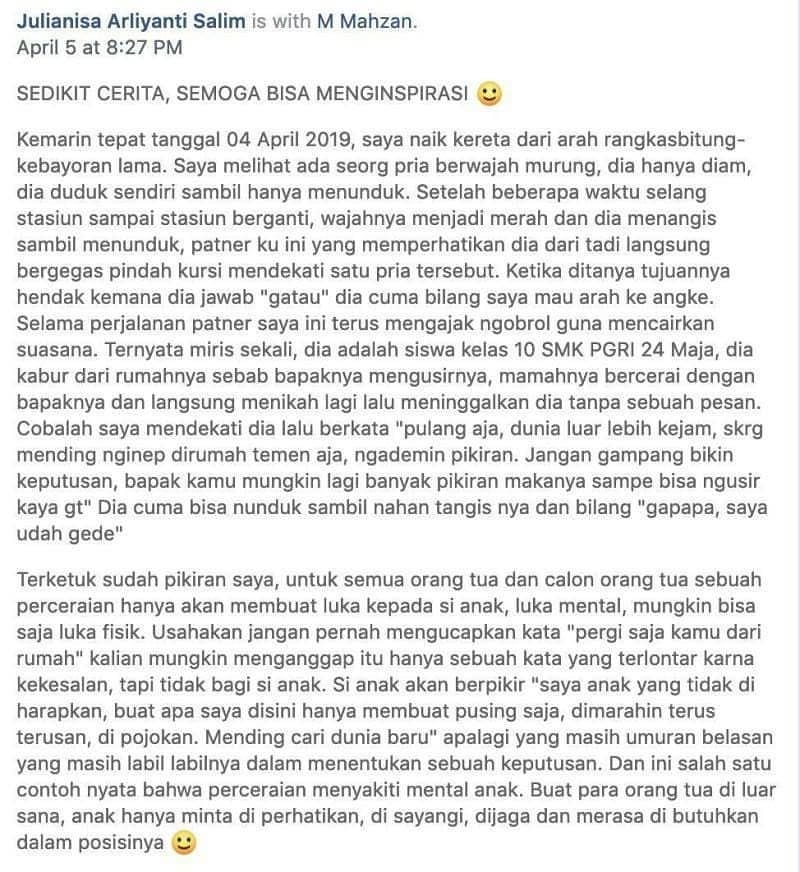 Julianisa Arliyanti Salim is with M Mahzan.
April 5 at 8:27 PM
SEDIKIT CERITA, SEMOGA BISA MENGINSPIRASI 🙂
Kemarin tepat tanggal 04 April 2019, saya naik kereta dari arah rangkasbitung-
kebayoran lama. Saya melihat ada seorg pria berwajah murung, dia hanya diam,
dia duduk sendiri sambil hanya menunduk. Setelah beberapa waktu selang
stasiun sampai stasiun berganti, wajahnya menjadi merah dan dia menangis
sambil menunduk, patner ku ini yang memperhatikan dia dari tadi langsung
bergegas pindah kursi mendekati satu pria tersebut. Ketika ditanya tujuannya
hendak kemana dia jawab "gatau" dia cuma bilang saya mau arah ke angke.
Selama perjalanan patner saya ini terus mengajak ngobrol guna mencairkan
suasana. Ternyata miris sekali, dia adalah siswa kelas 10 SMK PGRI 24 Maja, dia
kabur dari rumahnya sebab bapaknya mengusirnya, mamahnya bercerai dengan
bapaknya dan langsung menikah lagi lalu meninggalkan dia tanpa sebuah pesan.
Cobalah saya mendekati dia lalu berkata "pulang aja, dunia luar lebih kejam, skrg
mending nginep dirumah temen aja, ngademin pikiran. Jangan gampang bikin
keputusan, bapak kamu mungkin lagi banyak pikiran makanya sampe bisa ngusir
kaya gt" Dia cuma bisa nunduk sambil nahan tangis nya dan bilang "gapapa, saya
udah gede"
Terketuk sudah pikiran saya, untuk semua orang tua dan calon orang tua sebuah
perceraian hanya akan membuat luka kepada si anak, luka mental, mungkin bisa
saja luka fisik. Usahakan jangan pernah mengucapkan kata "pergi saja kamu dari
rumah" kalian mungkin menganggap itu hanya sebuah kata yang terlontar karna
kekesalan, tapi tidak bagi si anak. Si anak akan berpikir "saya anak yang tidak di
harapkan, buat apa saya disini hanya membuat pusing saja, dimarahin terus
terusan, di pojokan. Mending cari dunia baru" apalagi yang masih umuran belasan
yang masih labil labilnya dalam menentukan sebuah keputusan. Dan ini salah satu
contoh nyata bahwa perceraian menyakiti mental anak. Buat para orang tua di luar
sana, anak hanya minta di perhatikan, di sayangi, dijaga dan merasa di butuhkan
dalam posisinya 🙂